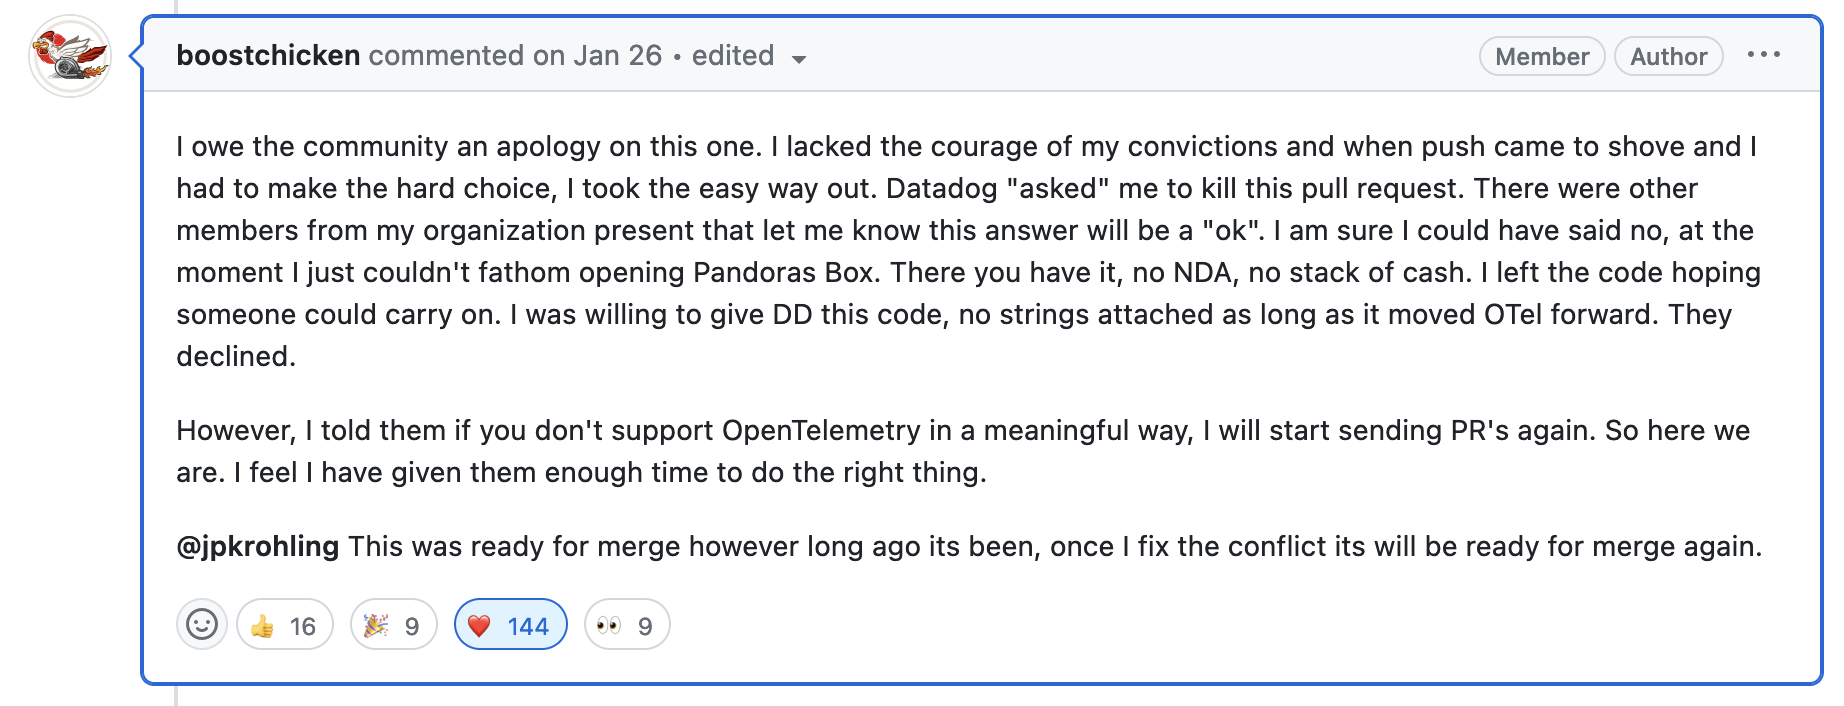 boostchicken commented on Jan 26 • edited
Member
Author
I owe the community an apology on this one. I lacked the courage of my convictions and when push came to shove and I
had to make the hard choice, I took the easy way out. Datadog "asked" me to kill this pull request. There were other
members from my organization present that let me know this answer will be a "ok". I am sure I could have said no, at the
moment I just couldn't fathom opening Pandoras Box. There you have it, no NDA, no stack of cash. I left the code hoping
someone could carry on. I was willing to give DD this code, no strings attached as long as it moved OTel forward. They
declined.
However, I told them if you don't support OpenTelemetry in a meaningful way, I will start sending PR's again. So here we
are. I feel I have given them enough time to do the right thing.
@jpkrohling This was ready for merge however long ago its been, once I fix the conflict its will be ready for merge again.
👍 16 🎉 9 ❤️ 144 👀 9